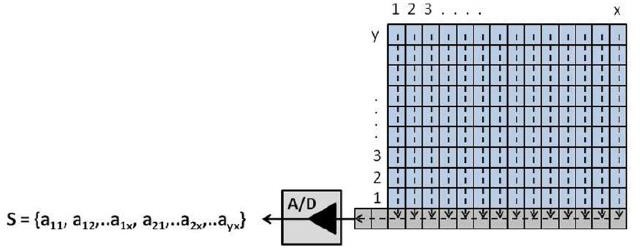 1 2 3 . . . . x
y
.
.
.
.
3
2
1
A/D
S = {a11, a12,..a1x, a21,..a2x,..ayx}